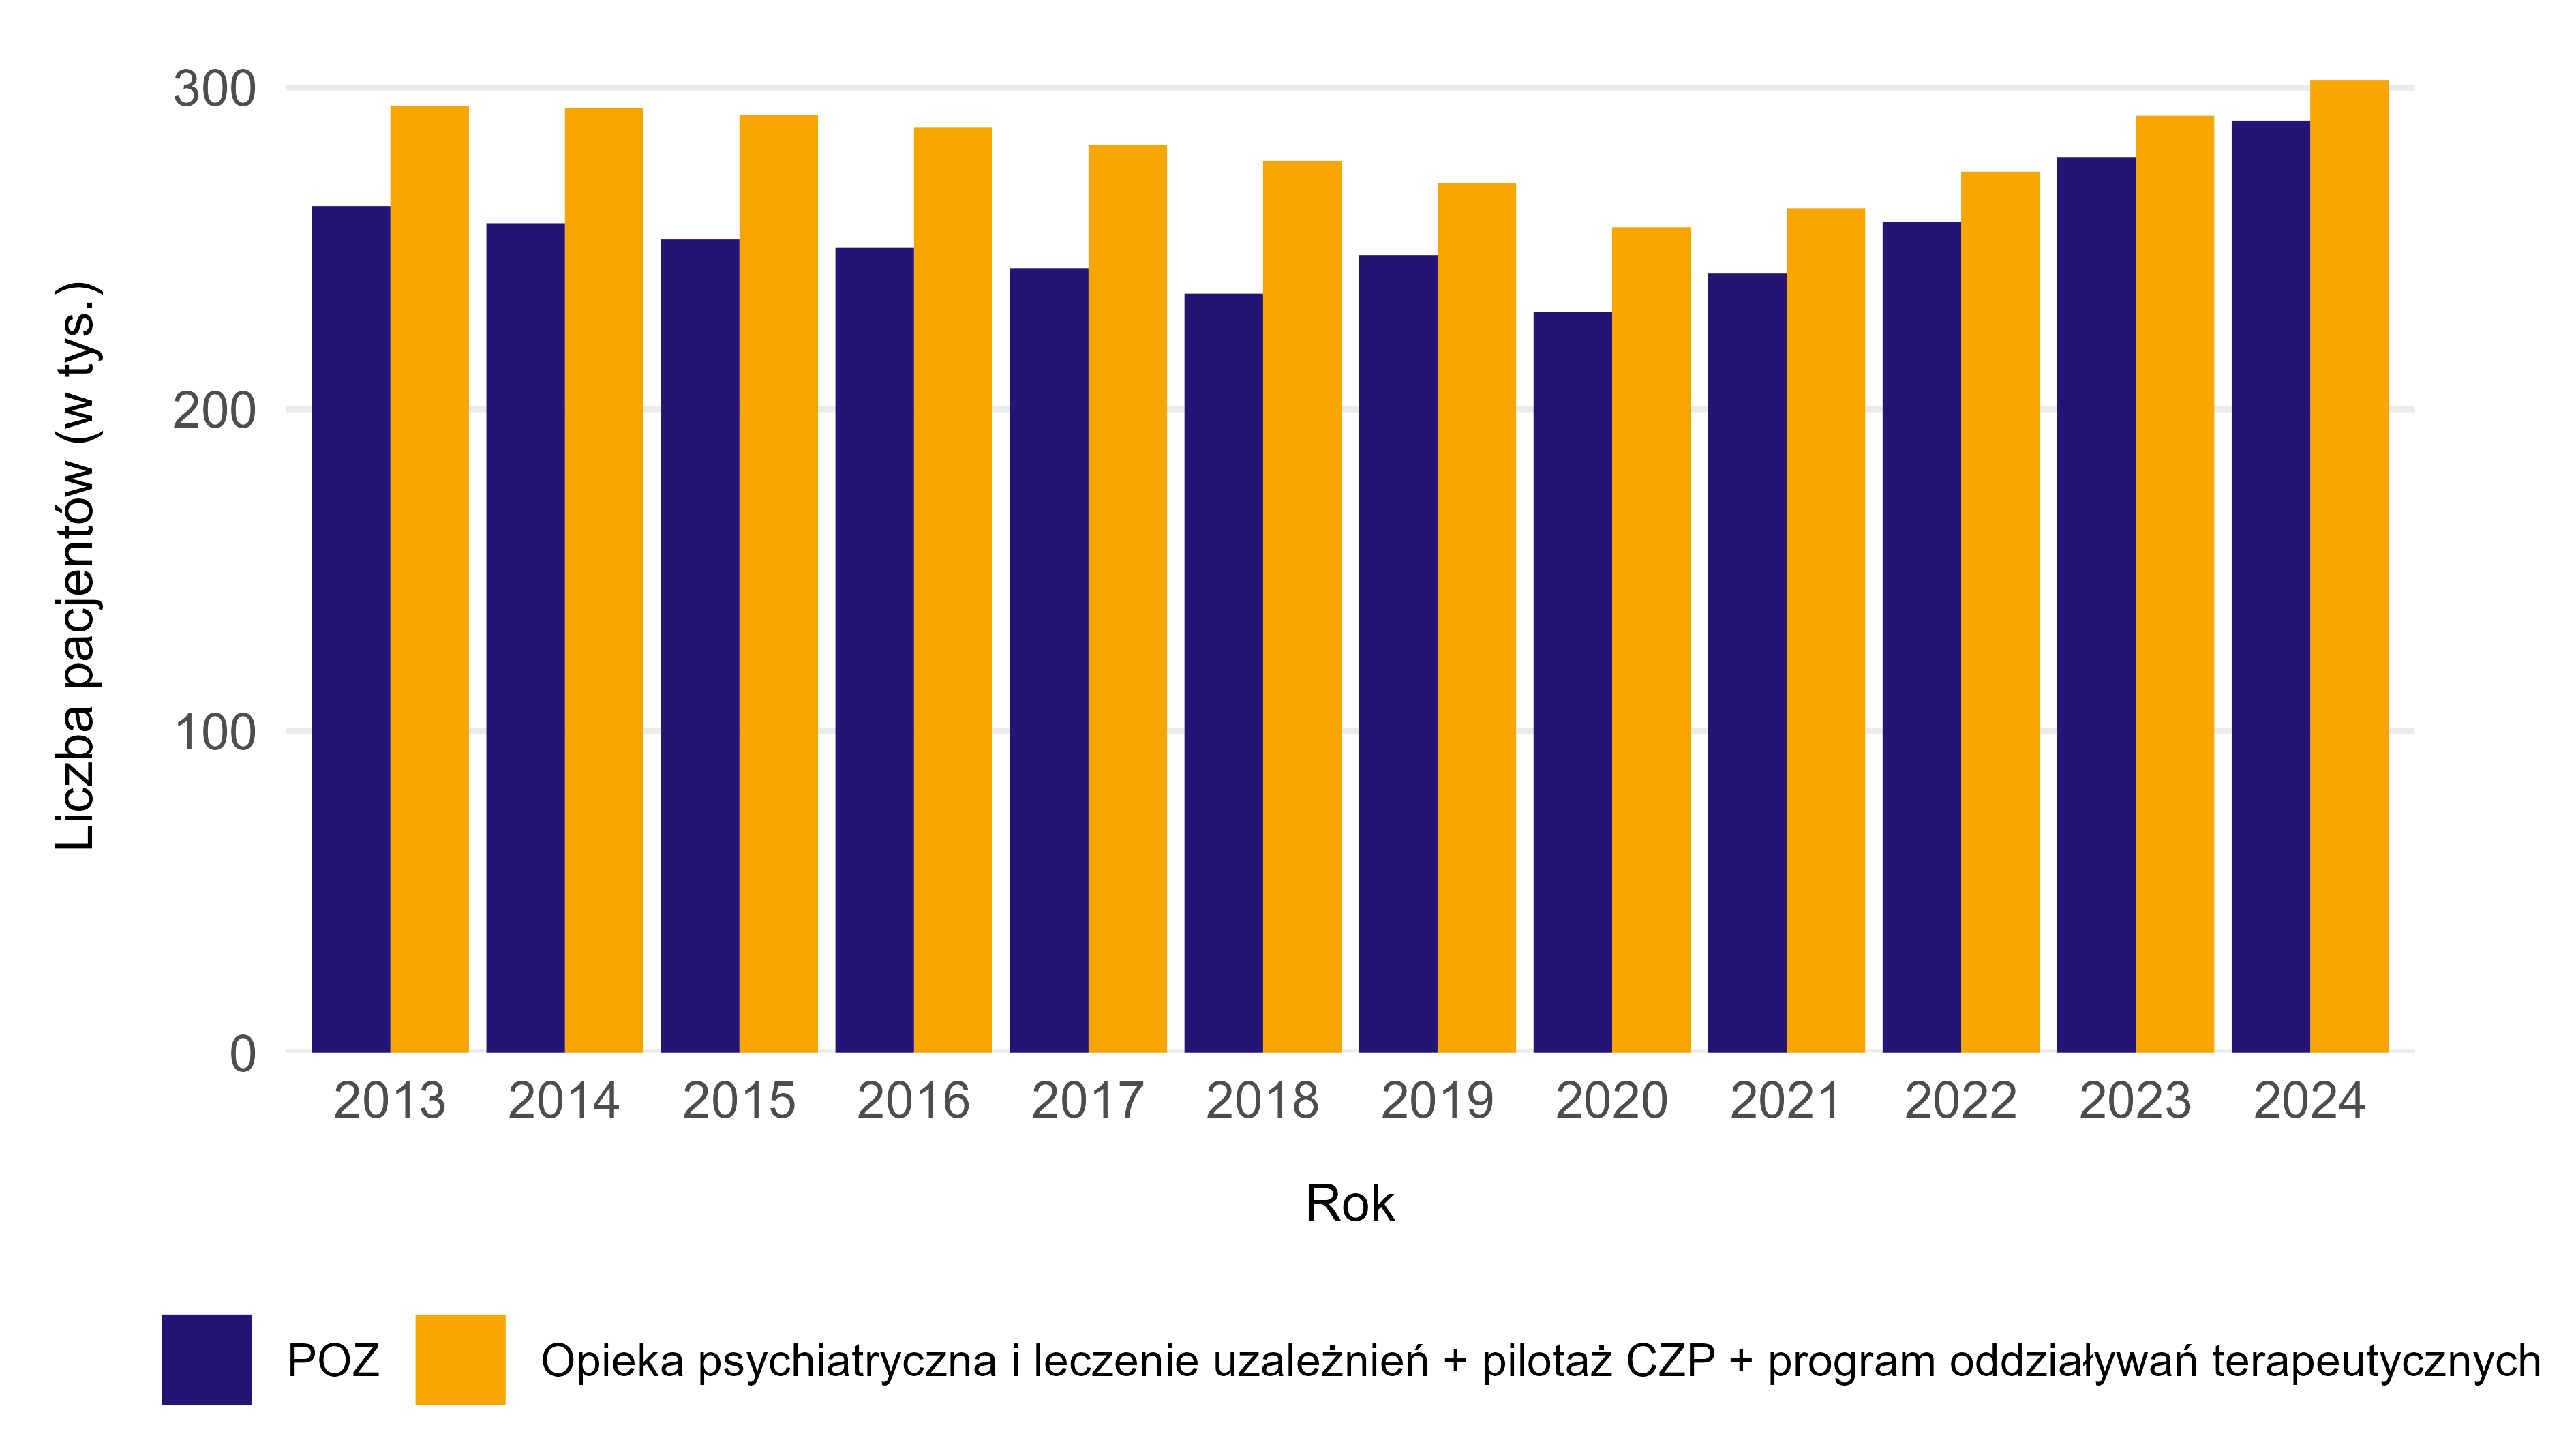 300
200
100
0
Liczba pacjentów (w tys.)
2013 2014 2015 2016 2017 2018 2019 2020 2021 2022 2023 2024
Rok
POZ Opieka psychiatryczna i leczenie uzależnień + pilotaż CZP + program oddziaływań terapeutycznych